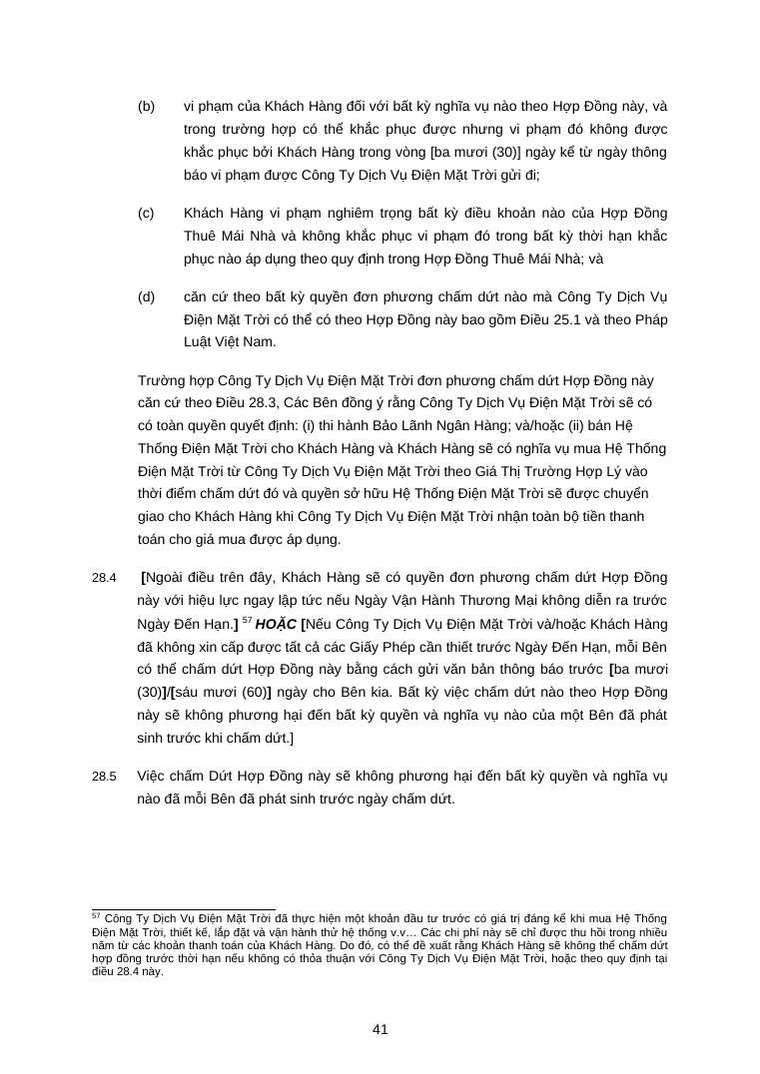 (b) vi phạm của Khách Hàng đối với bất kỳ nghĩa vụ nào theo Hợp Đồng này, và
trong trường hợp có thể khắc phục được nhưng vi phạm đó không được
khắc phục bởi Khách Hàng trong vòng [ba mươi (30)] ngày kể từ ngày thông
báo vi phạm được Công Ty Dịch Vụ Điện Mặt Trời gửi đi;
(c) Khách Hàng vi phạm nghiêm trọng bất kỳ điều khoản nào của Hợp Đồng
Thuê Mái Nhà và không khắc phục vi phạm đó trong bất kỳ thời hạn khắc
phục nào áp dụng theo quy định trong Hợp Đồng Thuê Mái Nhà; và
(d) căn cứ theo bất kỳ quyền đơn phương chấm dứt nào mà Công Ty Dịch Vụ
Điện Mặt Trời có thể có theo Hợp Đồng này bao gồm Điều 25.1 và theo Pháp
Luật Việt Nam.
Trường hợp Công Ty Dịch Vụ Điện Mặt Trời đơn phương chấm dứt Hợp Đồng này
căn cứ theo Điều 28.3, Các Bên đồng ý rằng Công Ty Dịch Vụ Điện Mặt Trời sẽ có
có toàn quyền quyết định: (i) thi hành Bảo Lãnh Ngân Hàng; và/hoặc (ii) bán Hệ
Thống Điện Mặt Trời cho Khách Hàng và Khách Hàng sẽ có nghĩa vụ mua Hệ Thống
Điện Mặt Trời từ Công Ty Dịch Vụ Điện Mặt Trời theo Giá Thị Trường Hợp Lý vào
thời điểm chấm dứt đó và quyền sở hữu Hệ Thống Điện Mặt Trời sẽ được chuyển
giao cho Khách Hàng khi Công Ty Dịch Vụ Điện Mặt Trời nhận toàn bộ tiền thanh
toán cho giá mua được áp dụng.
28.4 [Ngoài điều trên đây, Khách Hàng sẽ có quyền đơn phương chấm dứt Hợp Đồng
này với hiệu lực ngay lập tức nếu Ngày Vận Hành Thương Mại không diễn ra trước
Ngày Đến Hạn.] 57 HOẶC [Nếu Công Ty Dịch Vụ Điện Mặt Trời và/hoặc Khách Hàng
đã không xin cấp được tất cả các Giấy Phép cần thiết trước Ngày Đến Hạn, mỗi Bên
có thể chấm dứt Hợp Đồng này bằng cách gửi văn bản thông báo trước [ba mươi
(30)]/[sáu mươi (60)] ngày cho Bên kia. Bất kỳ việc chấm dứt nào theo Hợp Đồng
này sẽ không phương hại đến bất kỳ quyền và nghĩa vụ nào của một Bên đã phát
sinh trước khi chấm dứt.]
28.5 Việc chấm Dứt Hợp Đồng này sẽ không phương hại đến bất kỳ quyền và nghĩa vụ
nào đã mỗi Bên đã phát sinh trước ngày chấm dứt.
57 Công Ty Dịch Vụ Điện Mặt Trời đã thực hiện một khoản đầu tư trước có giá trị đáng kể khi mua Hệ Thống
Điện Mặt Trời, thiết kế, lắp đặt và vận hành thử hệ thống v.v… Các chi phí này sẽ chỉ được thu hồi trong nhiều
năm từ các khoản thanh toán của Khách Hàng. Do đó, có thể đề xuất rằng Khách Hàng sẽ không thể chấm dứt
hợp đồng trước thời hạn nếu không có thỏa thuận với Công Ty Dịch Vụ Điện Mặt Trời, hoặc theo quy định tại
điều 28.4 này.
41